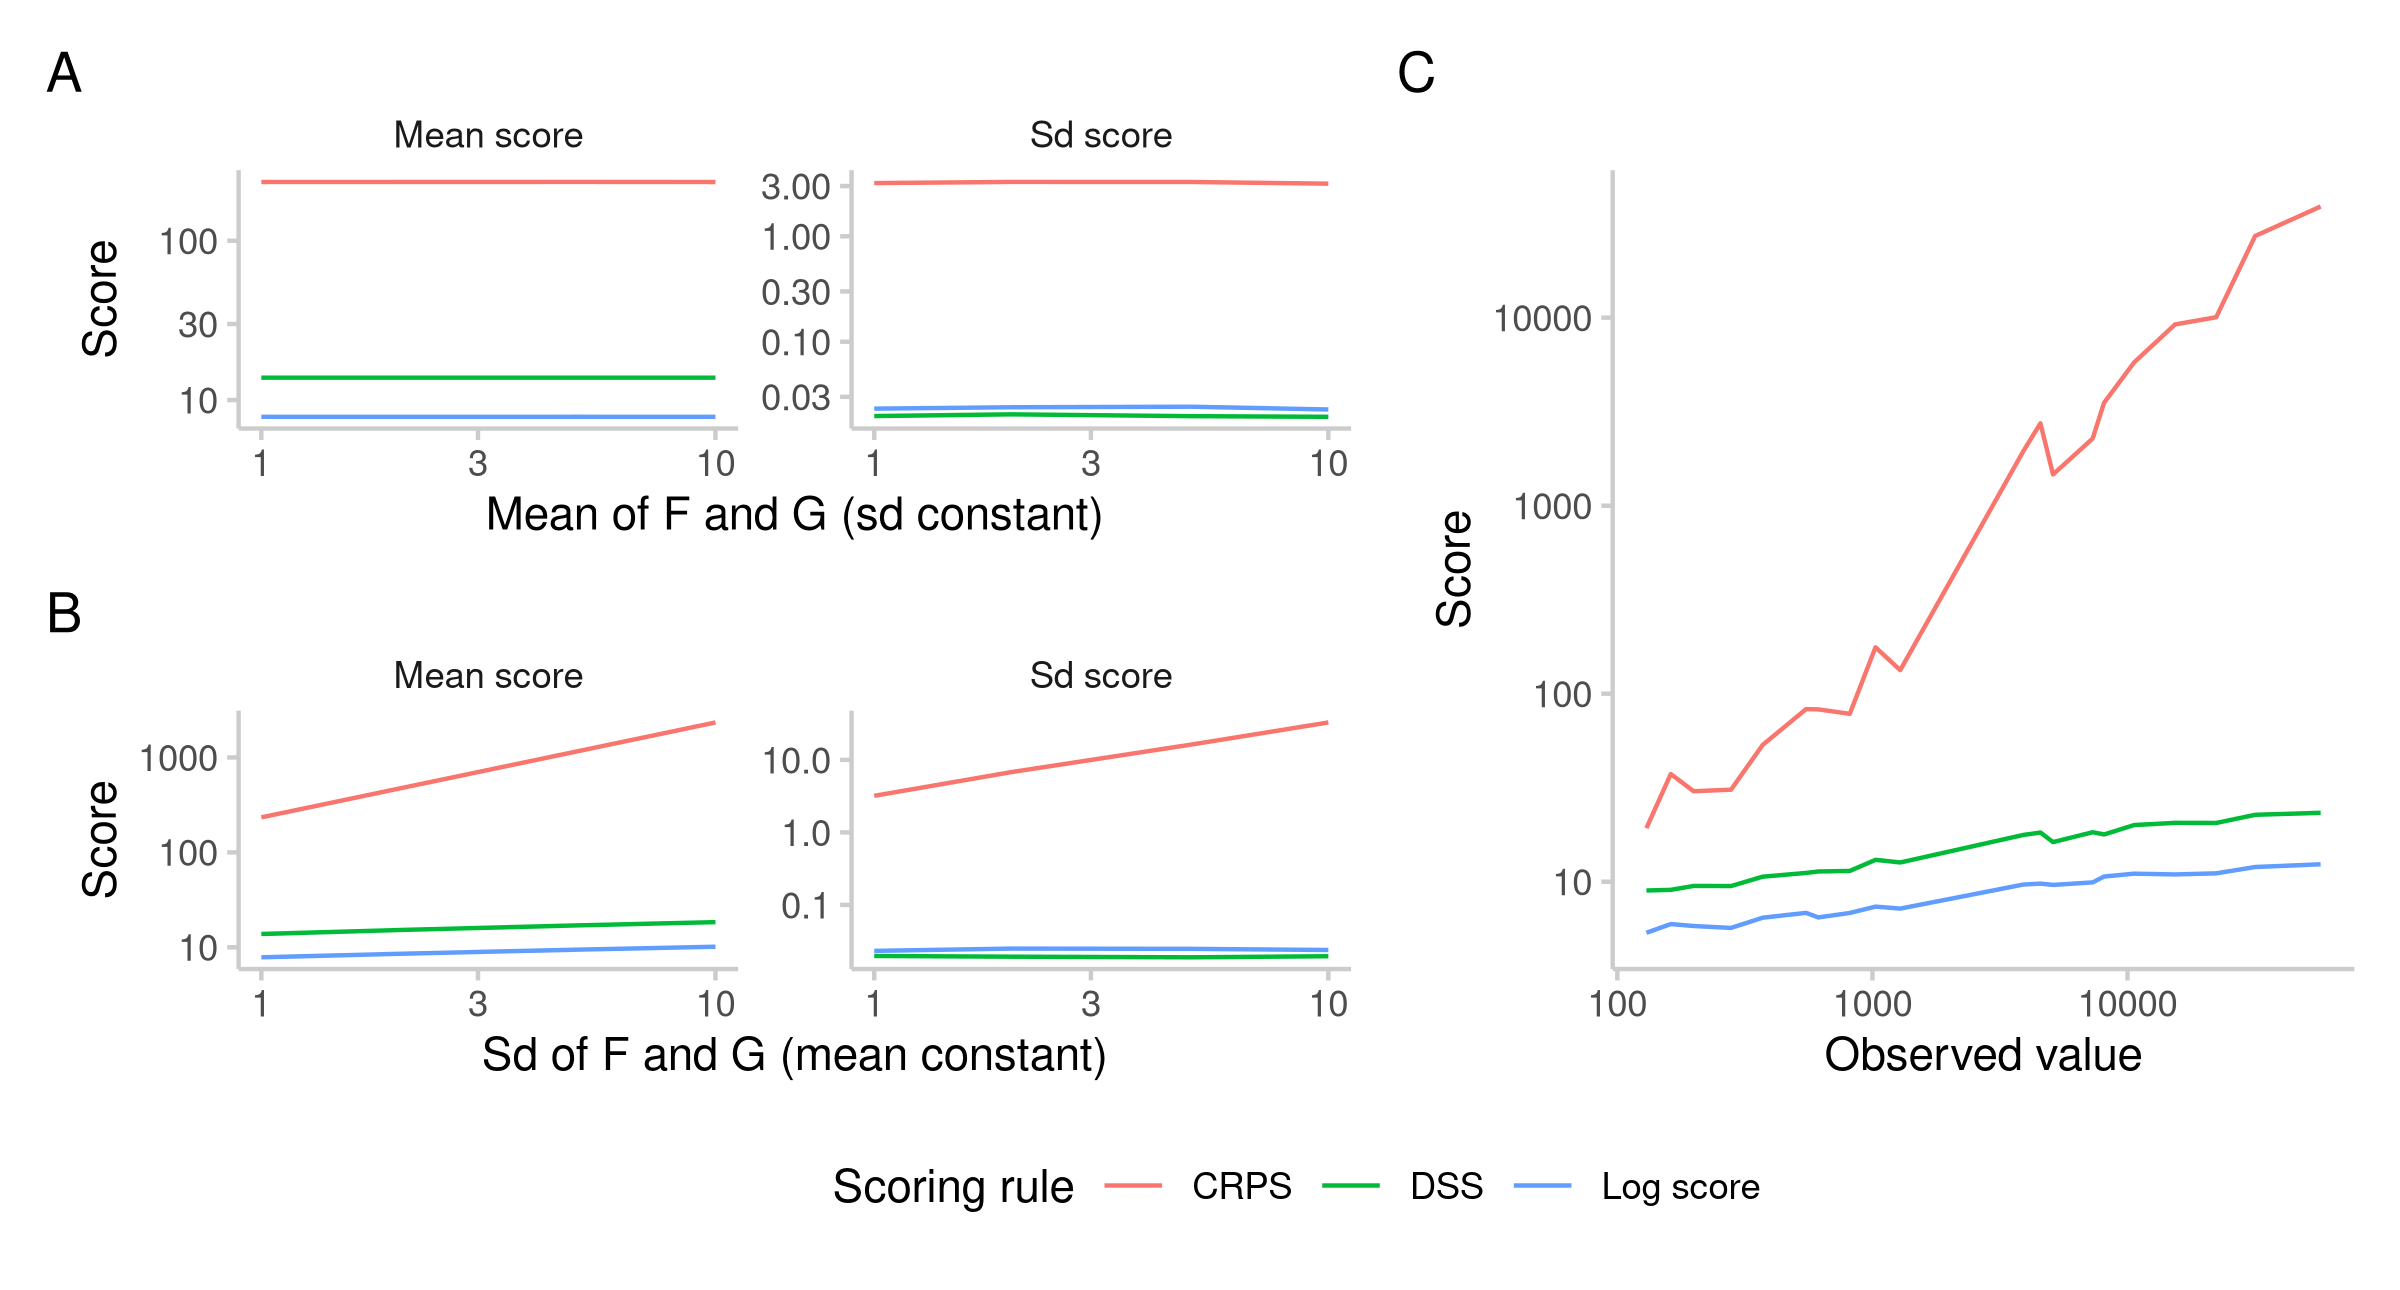 A
Mean score
Sd score
Score
100
30
10
3.00
1.00
0.30
0.10
0.03
1 3 10
1 3 10
Mean of F and G (sd constant)
B
Mean score
Sd score
Score
1000
100
10
10.0
1.0
0.1
1 3 10
1 3 10
Sd of F and G (mean constant)
C
Score
10000
1000
100
10
100 1000 10000
Observed value
Scoring rule CRPS DSS Log score